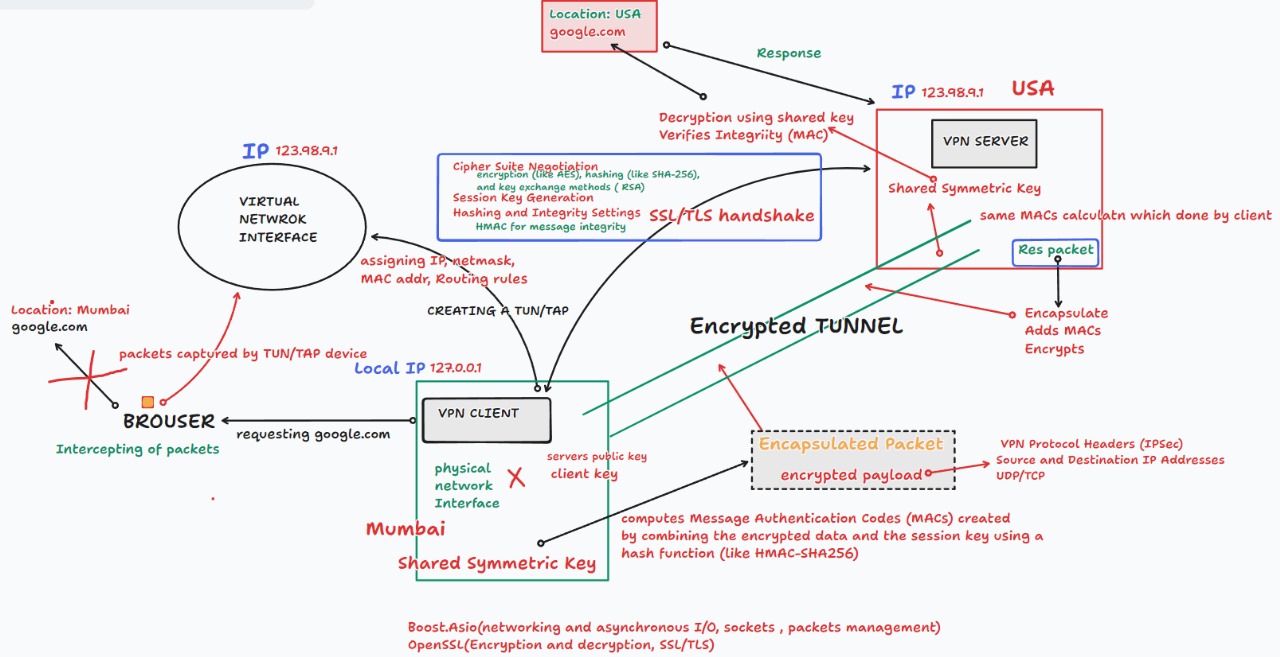 Location: USA
google.com
Response
IP 123.98.9.1
USA
VPN SERVER
Decryption using shared key
Verifies Integriity (MAC)
Shared Symmetric Key
same MACs calculatn which done by client
Res packet
Encapsulate
Adds MACs
Encrypts
IP 123.98.9.1
VIRTUAL
NETWROK
INTERFACE
Cipher Suite Negotiation
encryption (like AES), hashing (like SHA-256),
and key exchange methods ( RSA)
Session Key Generation
Hashing and Integrity Settings
HMAC for message integrity
SSL/TLS handshake
assigning IP, netmask,
MAC addr, Routing rules
CREATING A TUN/TAP
Encrypted TUNNEL
Location: Mumbai
google.com
packets captured by TUN/TAP device
Local IP 127.0.0.1
BROUSER
requesting google.com
Intercepting of packets
VPN CLIENT
servers public key
client key
physical
network
Interface
X
Mumbai
Shared Symmetric Key
Encapsulated Packet
encrypted payload
VPN Protocol Headers (IPSec)
Source and Destination IP Addresses
UDP/TCP
computes Message Authentication Codes (MACs) created
by combining the encrypted data and the session key using a
hash function (like HMAC-SHA256)
Boost.Asio(networking and asynchronous I/O, sockets , packets management)
OpenSSL(Encryption and decryption, SSL/TLS)